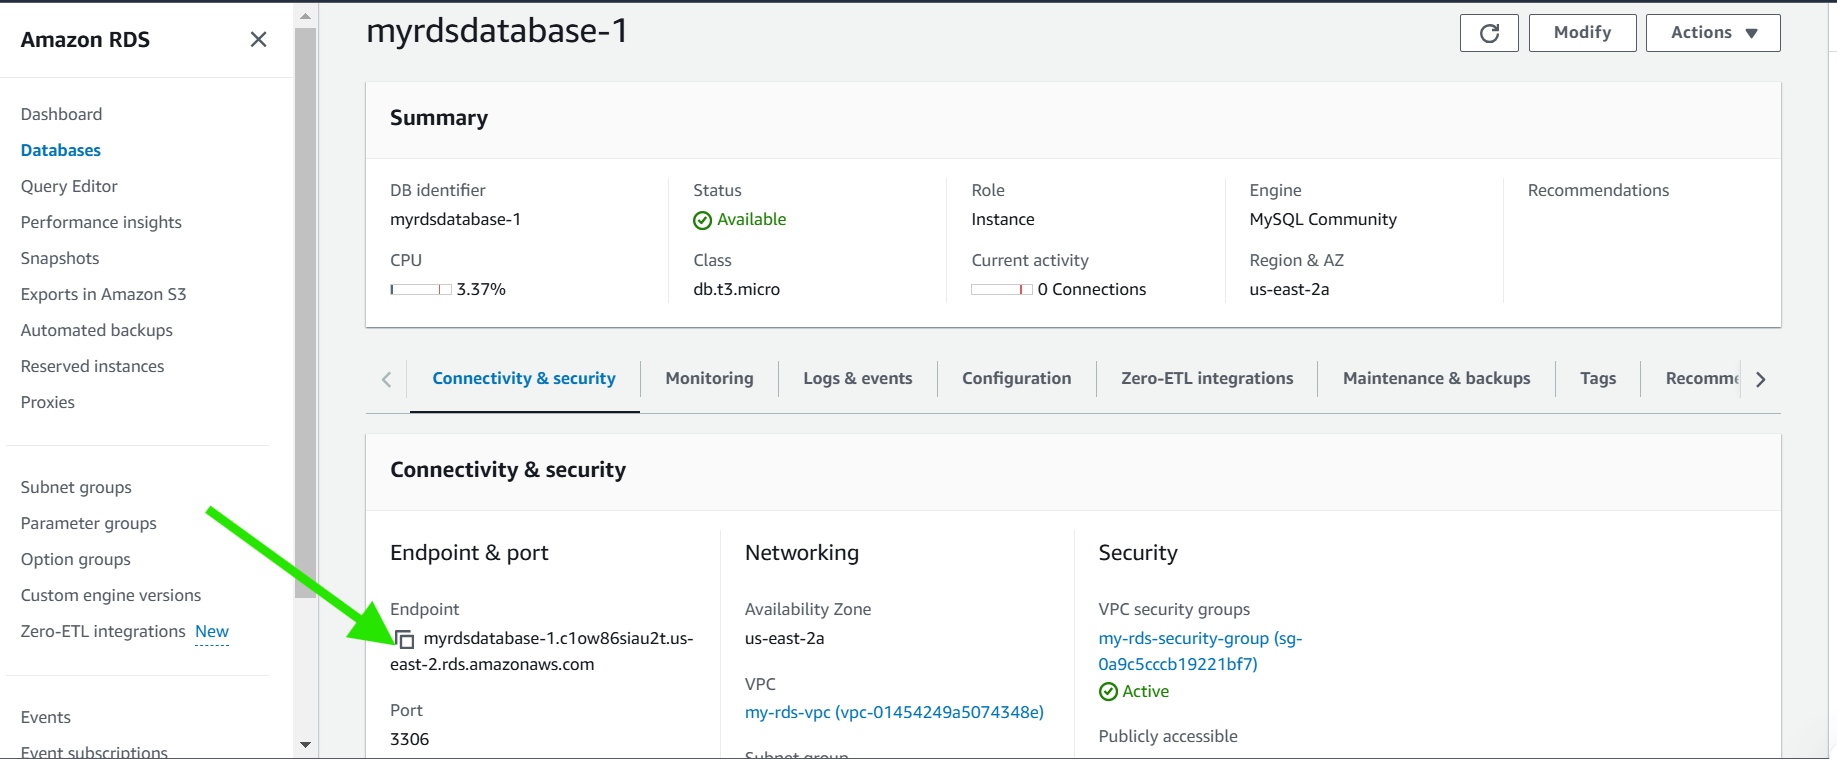 Amazon RDS
Dashboard
Databases
Query Editor
Performance insights
Snapshots
Exports in Amazon S3
Automated backups
Reserved instances
Proxies
Subnet groups
Parameter groups
Option groups
Custom engine versions
Zero-ETL integrations New
Events
Event subscriptions
myrdsdatabase-1
Modify
Actions
Summary
DB identifier
myrdsdatabase-1
CPU
3.37%
Status
Available
Class
db.t3.micro
Role
Instance
Current activity
0 Connections
Engine
MySQL Community
Region & AZ
us-east-2a
Recommendations
Connectivity & security
Monitoring
Logs & events
Configuration
Zero-ETL integrations
Maintenance & backups
Tags
Recomme
Connectivity & security
Endpoint & port
Endpoint
myrdsdatabase-1.c1ow86siau2t.us-
east-2.rds.amazonaws.com
Port
3306
Networking
Availability Zone
us-east-2a
VPC
my-rds-vpc (vpc-01454249a5074348e)
Subnet group
Security
VPC security groups
my-rds-security-group (sg-
0a9c5cccb19221bf7)
Active
Publicly accessible